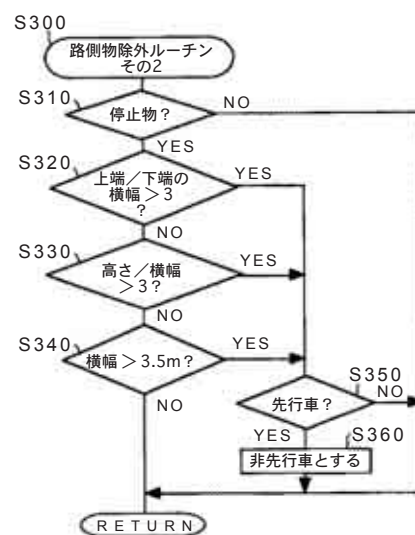 S300
路側物除外ルーチン
その2
S310
停止物?
NO
YES
S320
上端/下端の
横幅>3
?
YES
NO
S330
高さ/横幅
>3?
YES
NO
S340
横幅>3.5m?
YES
NO
S350
先行車?
NO
YES
S360
非先行車とする
RETURN